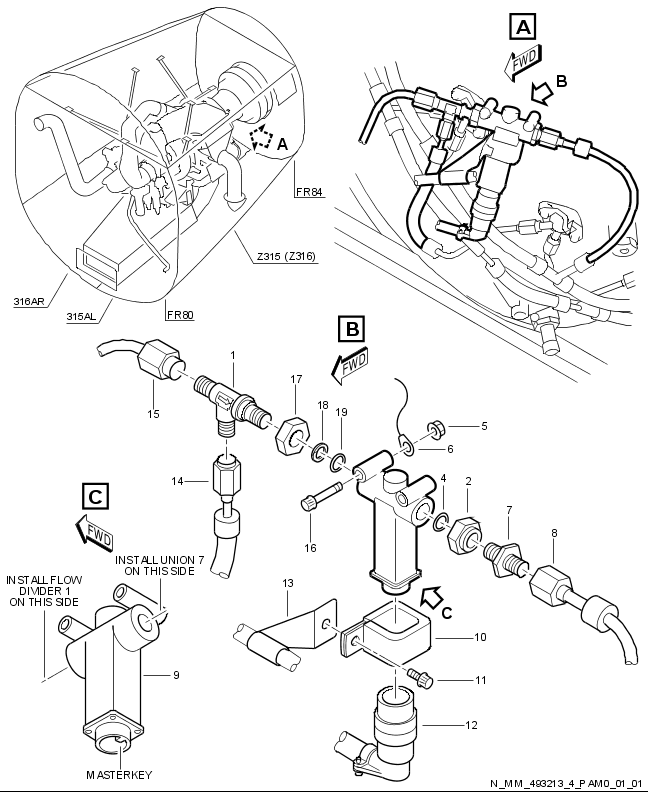 A
FWD
B
A
FR84
Z315 (Z316)
316AR
315AL
FR80
B
FWD
1
17
15
18
19
5
6
14
4
2
7
8
16
C
FWD
INSTALL UNION 7
ON THIS SIDE
INSTALL FLOW
DIVIDER 1
ON THIS SIDE
13
C
10
9
11
12
MASTERKEY
N_MM_493213_4_PAM0_01_01